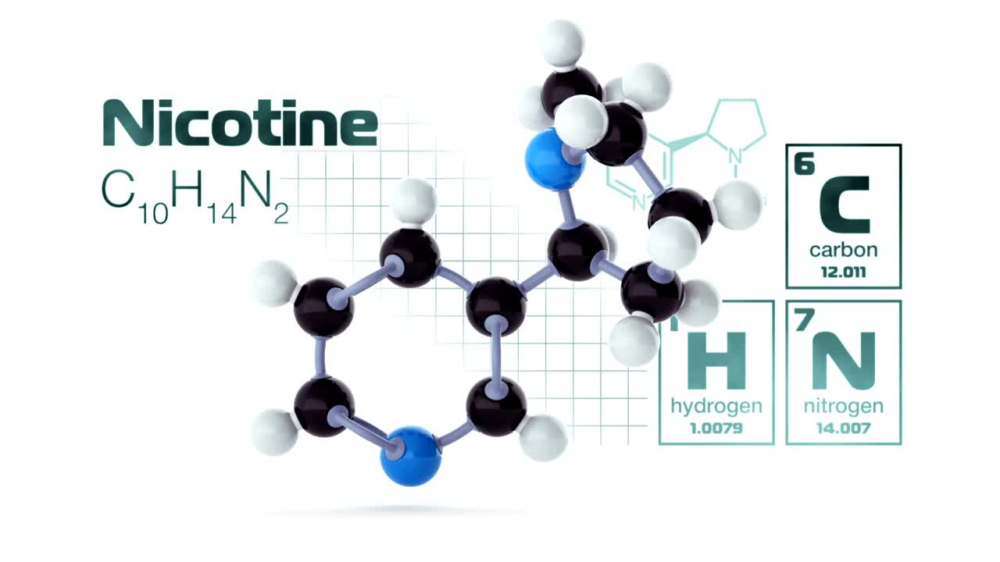 Nicotine
C₁₀H₁₄N₂
N
N
6
C
carbon
12.011
H
hydrogen
1.0079
7
N
nitrogen
14.007